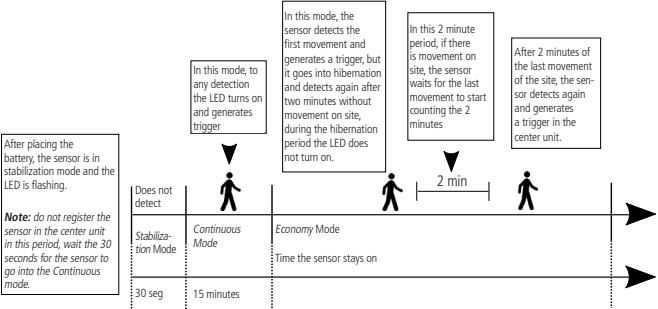 After placing the
battery, the sensor is in
stabilization mode and the
LED is flashing.
Note: do not register the
sensor in the center unit
in this period, wait the 30
seconds for the sensor to
go into the Continuous
mode.
In this mode, to
any detection
the LED turns on
and generates
trigger
In this mode, the
sensor detects the
first movement and
generates a trigger, but
it goes into hibernation
and detects again after
two minutes without
movement on site,
during the hibernation
period the LED does
not turn on.
In this 2 minute
period, if there
is movement on
site, the sensor
waits for the last
movement to start
counting the 2
minutes
After 2 minutes of
the last movement
of the site, the sen-
sor detects again
and generates
a trigger in the
center unit.
2 min
Does not
detect
Stabiliza-
tion Mode
Continuous
Mode
Economy Mode
Time the sensor stays on
30 seg
15 minutes